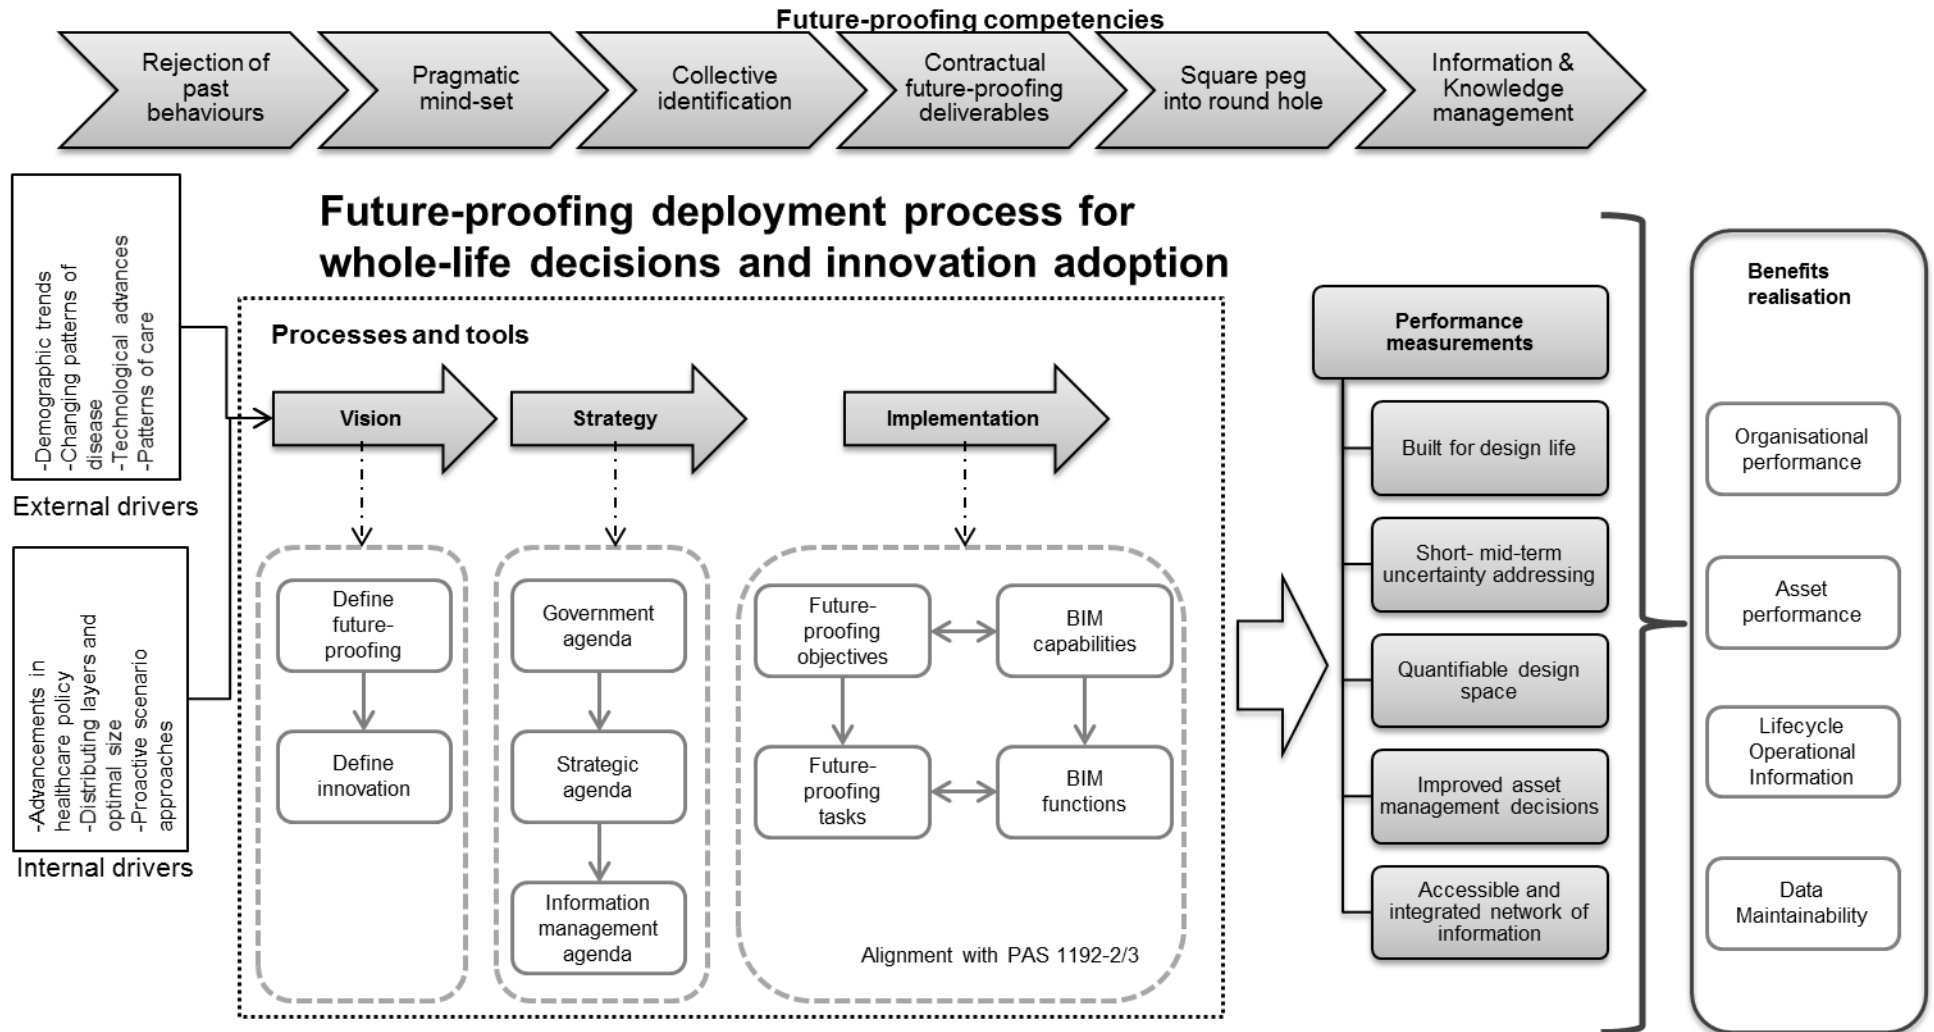 Future-proofing competencies
Rejection of
past
behaviours
Pragmatic
mind-set
Collective
identification
Contractual
future-proofing
deliverables
Square peg
into round hole
Information &
Knowledge
management
-Demographic trends
-Changing patterns of
disease
-Technological advances
-Patterns of care
External drivers
-Advancements in
healthcare policy
-Distributing layers and
optimal size
-Proactive scenario
approaches
Internal drivers
Future-proofing deployment process for
whole-life decisions and innovation adoption
Processes and tools
Vision
Strategy
Implementation
Define
future-
proofing
Define
innovation
Government
agenda
Strategic
agenda
Information
management
agenda
Future-
proofing
objectives
BIM
capabilities
Future-
proofing
tasks
BIM
functions
Alignment with PAS 1192-2/3
Performance
measurements
Built for design life
Short- mid-term
uncertainty addressing
Quantifiable design
space
Improved asset
management decisions
Accessible and
integrated network of
information
Benefits
realisation
Organisational
performance
Asset
performance
Lifecycle
Operational
Information
Data
Maintainability